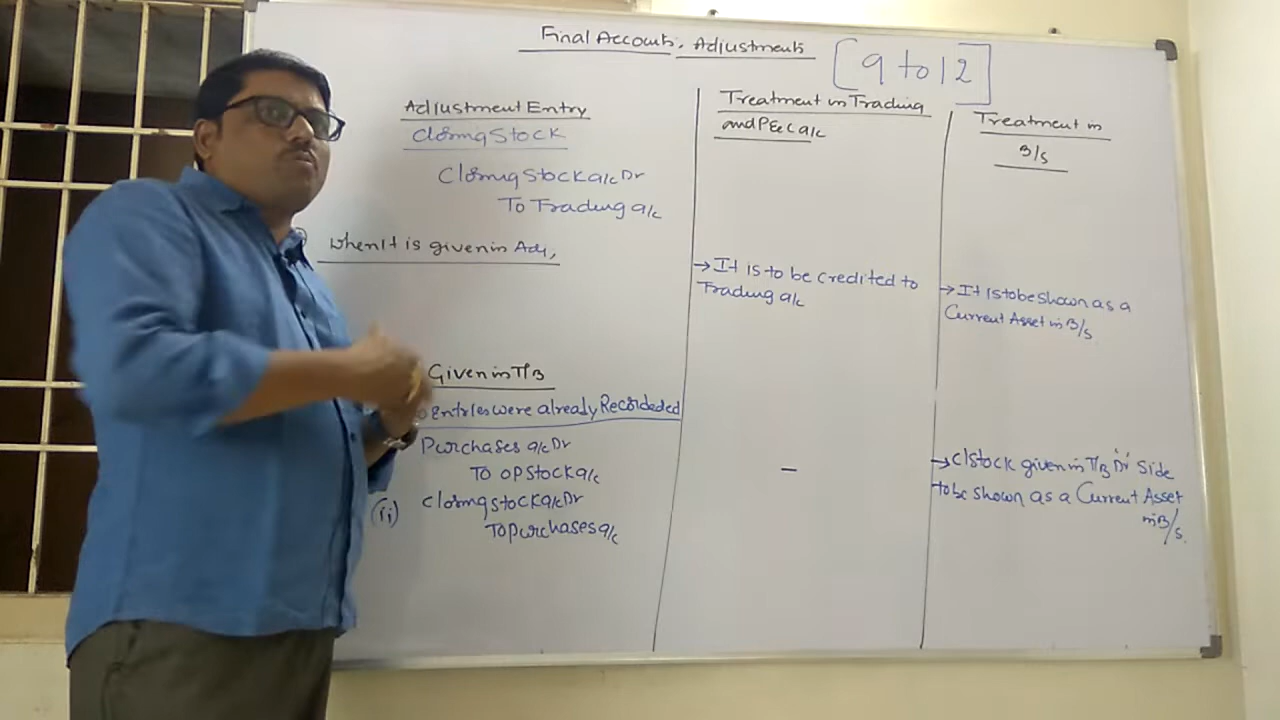 Final Accounts, Adjustments [9 to 12]
Adjustment Entry
Closing Stock
Closing Stock a/c Dr
To Trading a/c
When It is given in Adj,
Given in T/B
Entries were already Recordeded
Purchases a/c Dr
To op Stock a/c
(ii) Closing Stock a/c Dr
To Purchases a/c
Treatment in Trading
and P&L a/c
→ It is to be credited to
Trading a/c
–
Treatment in
B/S
→ It is to be shown as a
Current Asset in B/S
→ C/Stock given in T/B "Dr" Side
to be shown as a Current Asset
in B/S.